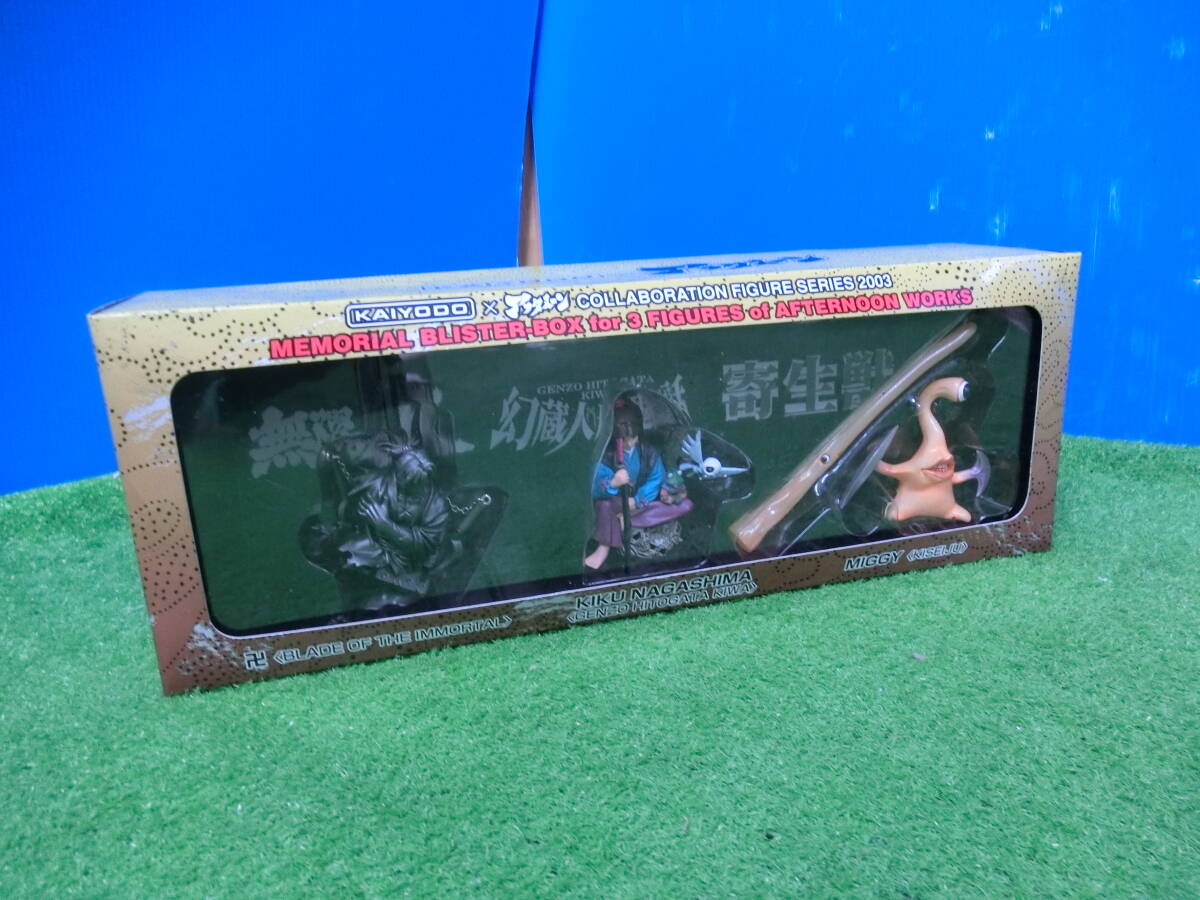 KAIYODO × アフタヌーン COLLABORATION FIGURE SERIES 2003
MEMORIAL BLISTER-BOX for 3 FIGURES of AFTERNOON WORKS
寄生獣
GENZO HITOGATA
幻蔵人形
無限
卍 〈BLADE OF THE IMMORTAL〉
KIKU NAGASHIMA
〈GENZO HITOGATA KIWA〉
MIGGY 〈KISEIJU〉